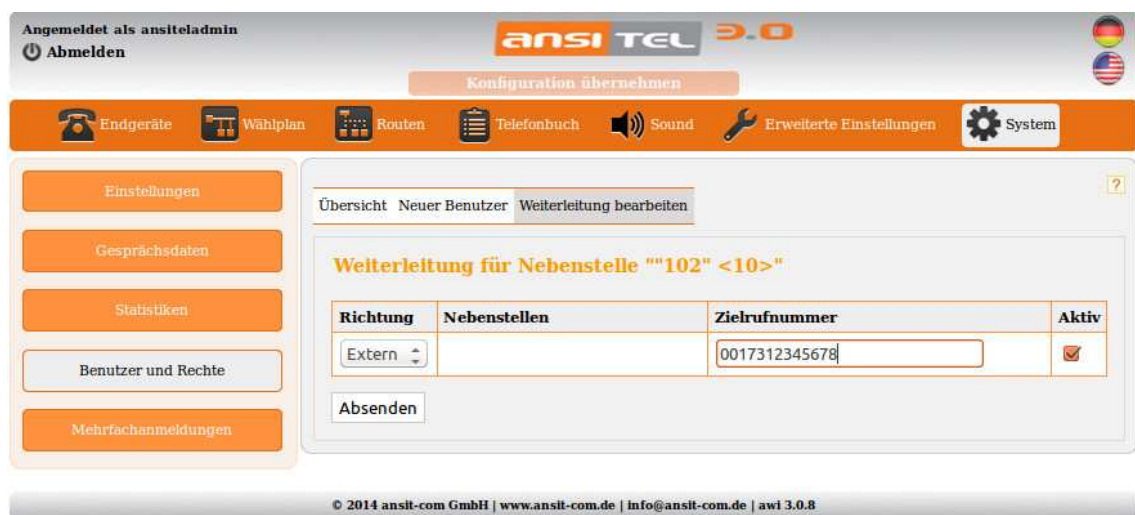 Angemeldet als ansiteladmin
Abmelden
ansiTEL 3.0
Konfiguration übernehmen
Endgeräte Wählplan Routen Telefonbuch Sound Erweiterte Einstellungen System
Einstellungen
Gesprächsdaten
Statistiken
Benutzer und Rechte
Mehrfachanmeldungen
?
Übersicht Neuer Benutzer Weiterleitung bearbeiten
Weiterleitung für Nebenstelle ""102" <10>"
Richtung Nebenstellen Zielrufnummer Aktiv
Extern 0017312345678
Absenden
© 2014 ansit-com GmbH | www.ansit-com.de | info@ansit-com.de | awi 3.0.8